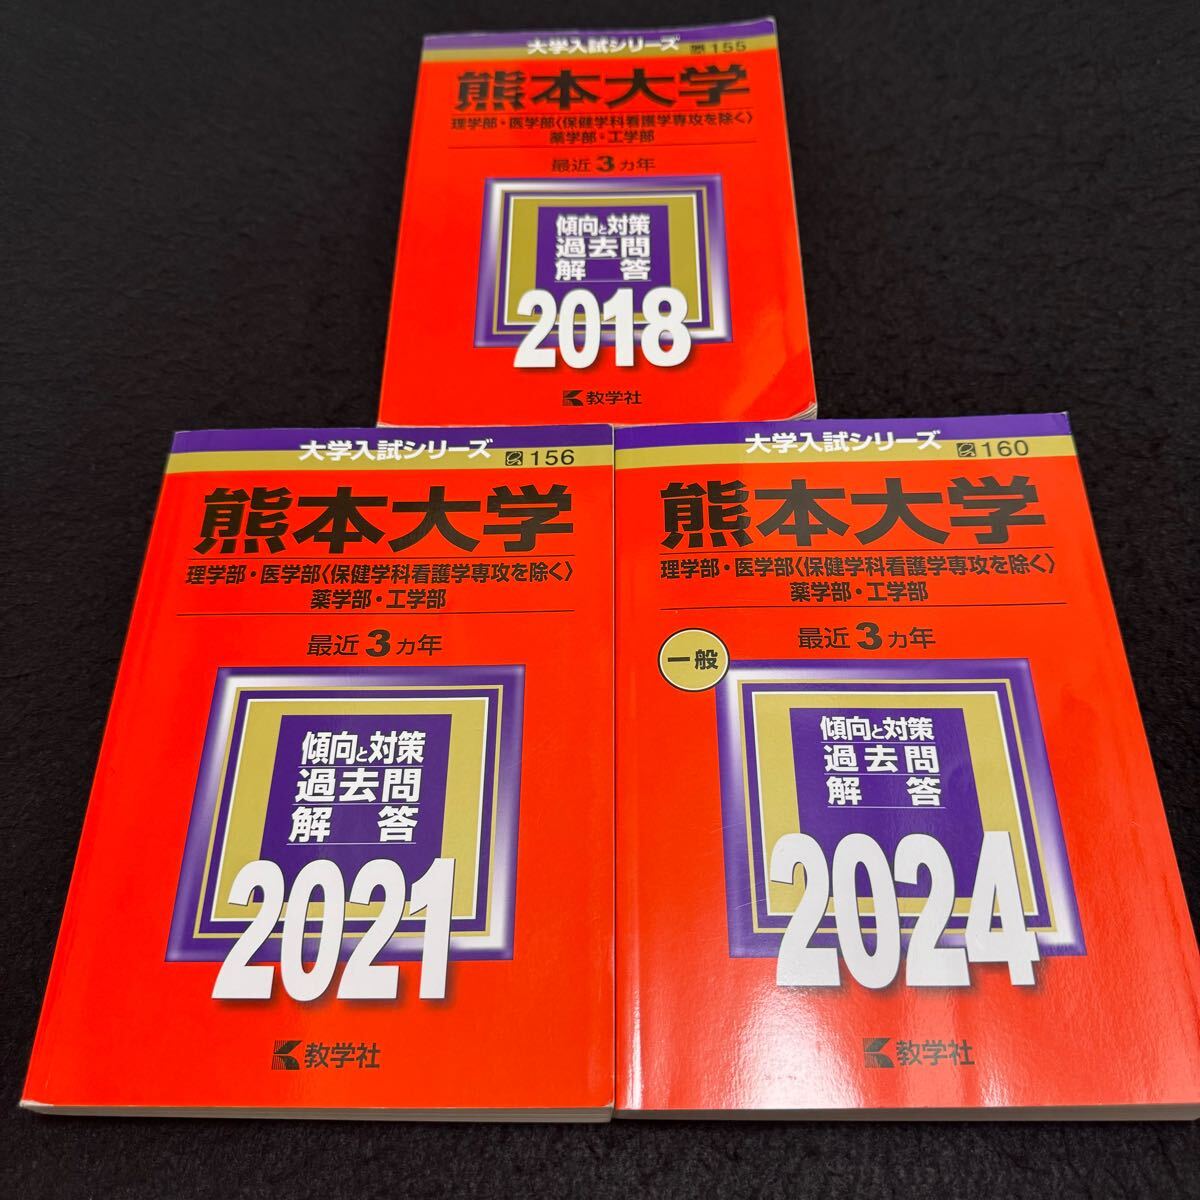 大学入試シリーズ
155
熊本大学
理学部・医学部〈保健学科看護学専攻を除く〉
薬学部・工学部
最近3カ年
傾向と対策
過去問
解答
2018
教学社
大学入試シリーズ
156
熊本大学
理学部・医学部〈保健学科看護学専攻を除く〉
薬学部・工学部
最近3カ年
傾向と対策
過去問
解答
2021
教学社
大学入試シリーズ
160
熊本大学
理学部・医学部〈保健学科看護学専攻を除く〉
薬学部・工学部
最近3カ年
一般
傾向と対策
過去問
解答
2024
教学社